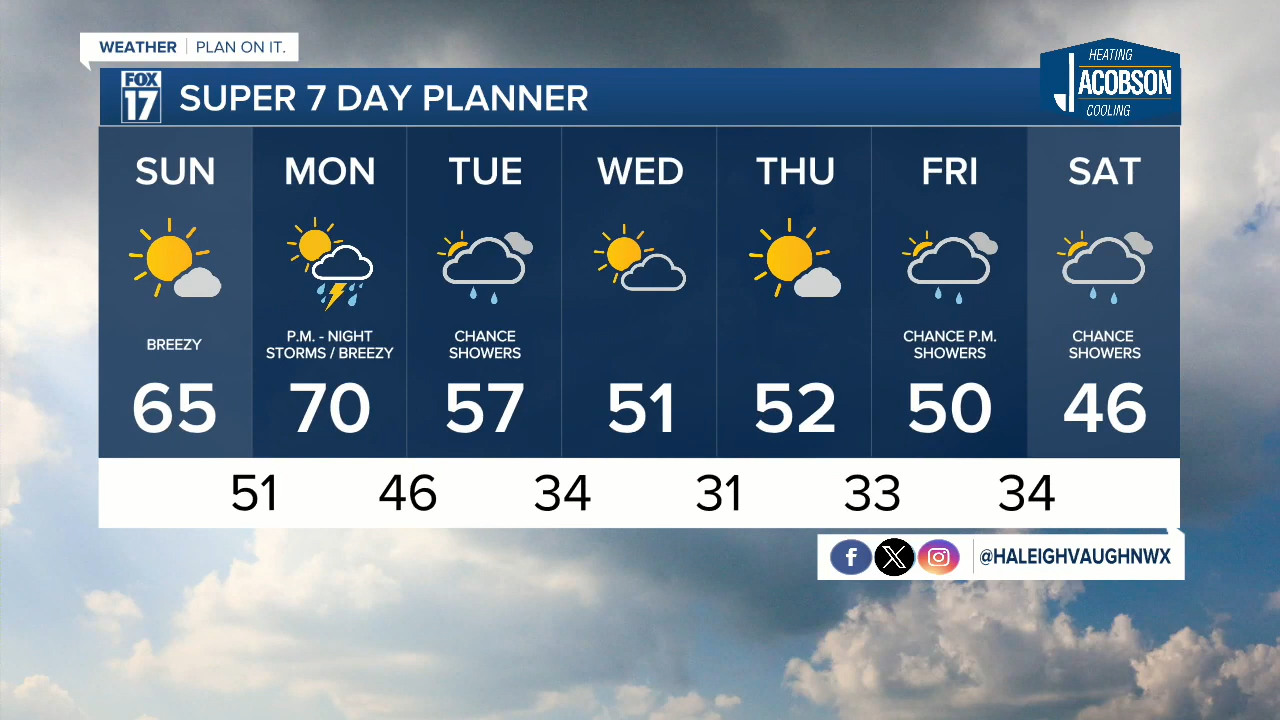 WEATHER | PLAN ON IT.
FOX
17
SUPER 7 DAY PLANNER
HEATING
JACOBSON
COOLING
SUN MON TUE WED THU FRI SAT
BREEZY
P.M. - NIGHT
STORMS / BREEZY
CHANCE
SHOWERS
CHANCE P.M.
SHOWERS
CHANCE
SHOWERS
65 70 57 51 52 50 46
51 46 34 31 33 34
@HALEIGHVAUGHNWX